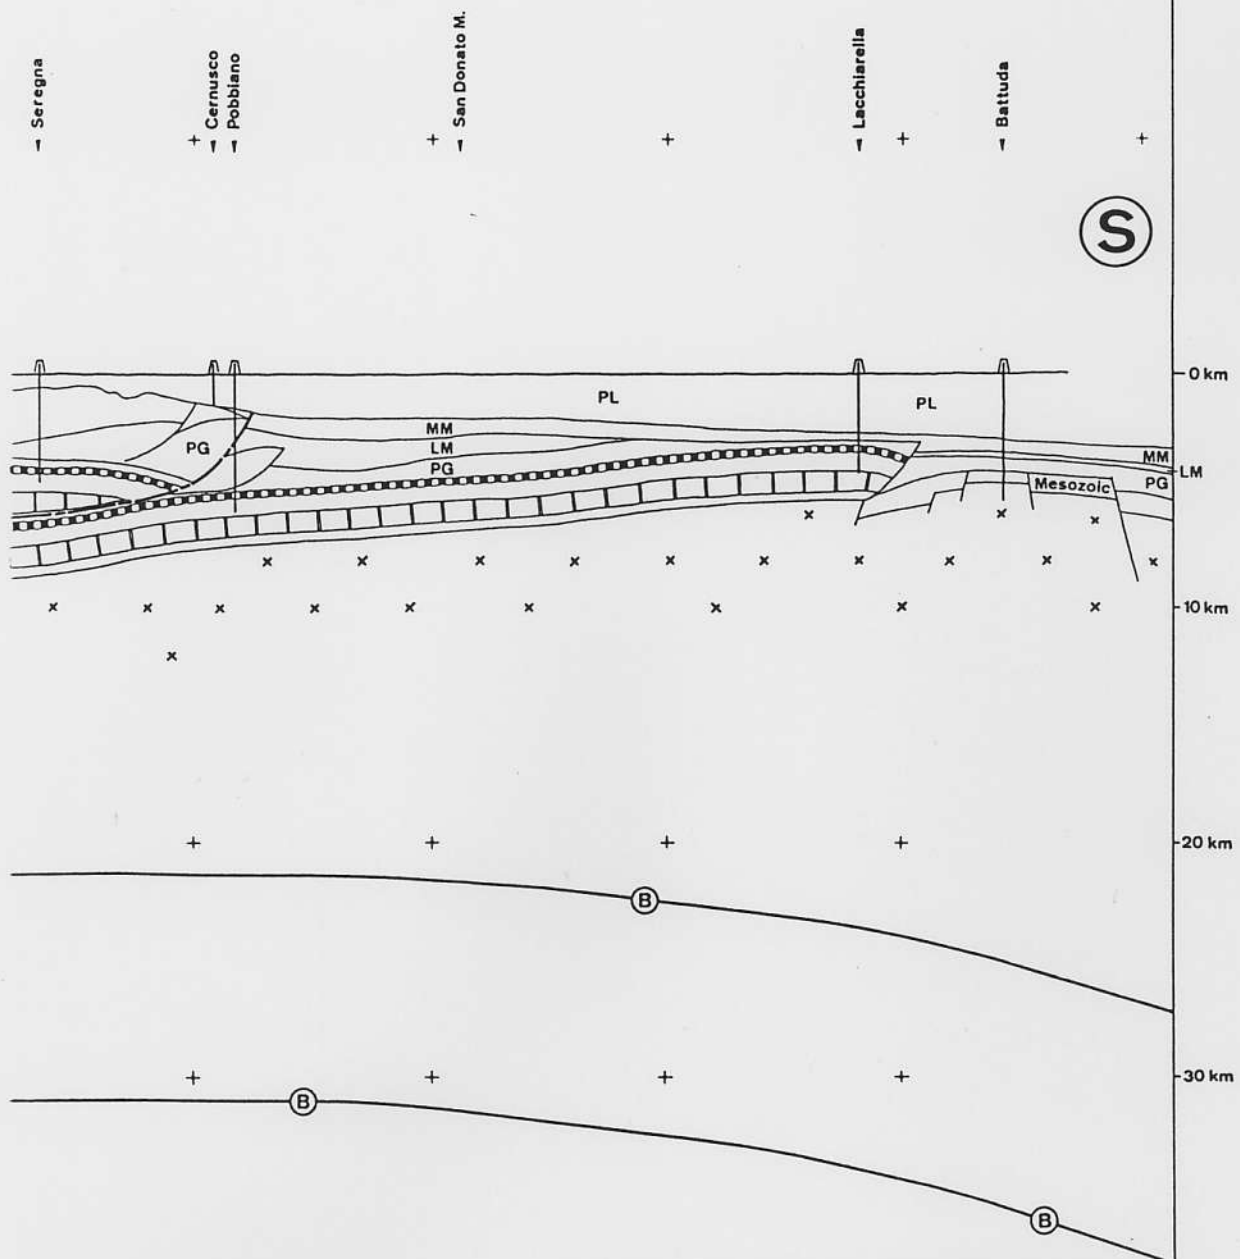 Seregna
Cernusco
Pobbiano
San Donato M.
Lacchiarella
Battuda
S
0 km
PL
PL
MM
LM
PG
PG
MM
LM
PG
Mesozoic
10 km
20 km
B
30 km
B
B